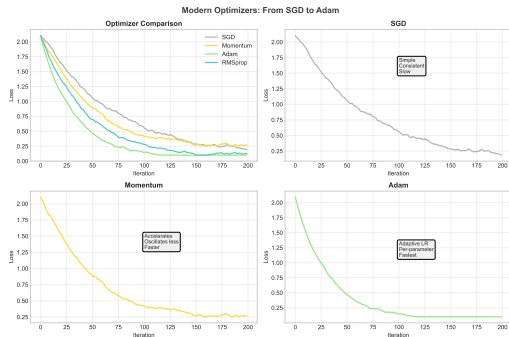 Modern Optimizers: From SGD to Adam
Optimizer Comparison
Loss
2.00
1.75
1.50
1.25
1.00
0.75
0.50
0.25
0.00
SGD
Momentum
Adam
RMSprop
0 25 50 75 100 125 150 175 200
Iteration
SGD
Loss
2.00
1.75
1.50
1.25
1.00
0.75
0.50
0.25
Simple
Consistent
Slow
0 25 50 75 100 125 150 175 200
Iteration
Momentum
Loss
2.00
1.75
1.50
1.25
1.00
0.75
0.50
0.25
Accelerates
Oscillates less
Faster
0 25 50 75 100 125 150 175 200
Iteration
Adam
Loss
2.00
1.75
1.50
1.25
1.00
0.75
0.50
0.25
Adaptive LR
Per-parameter
Fastest
0 25 50 75 100 125 150 175 200
Iteration